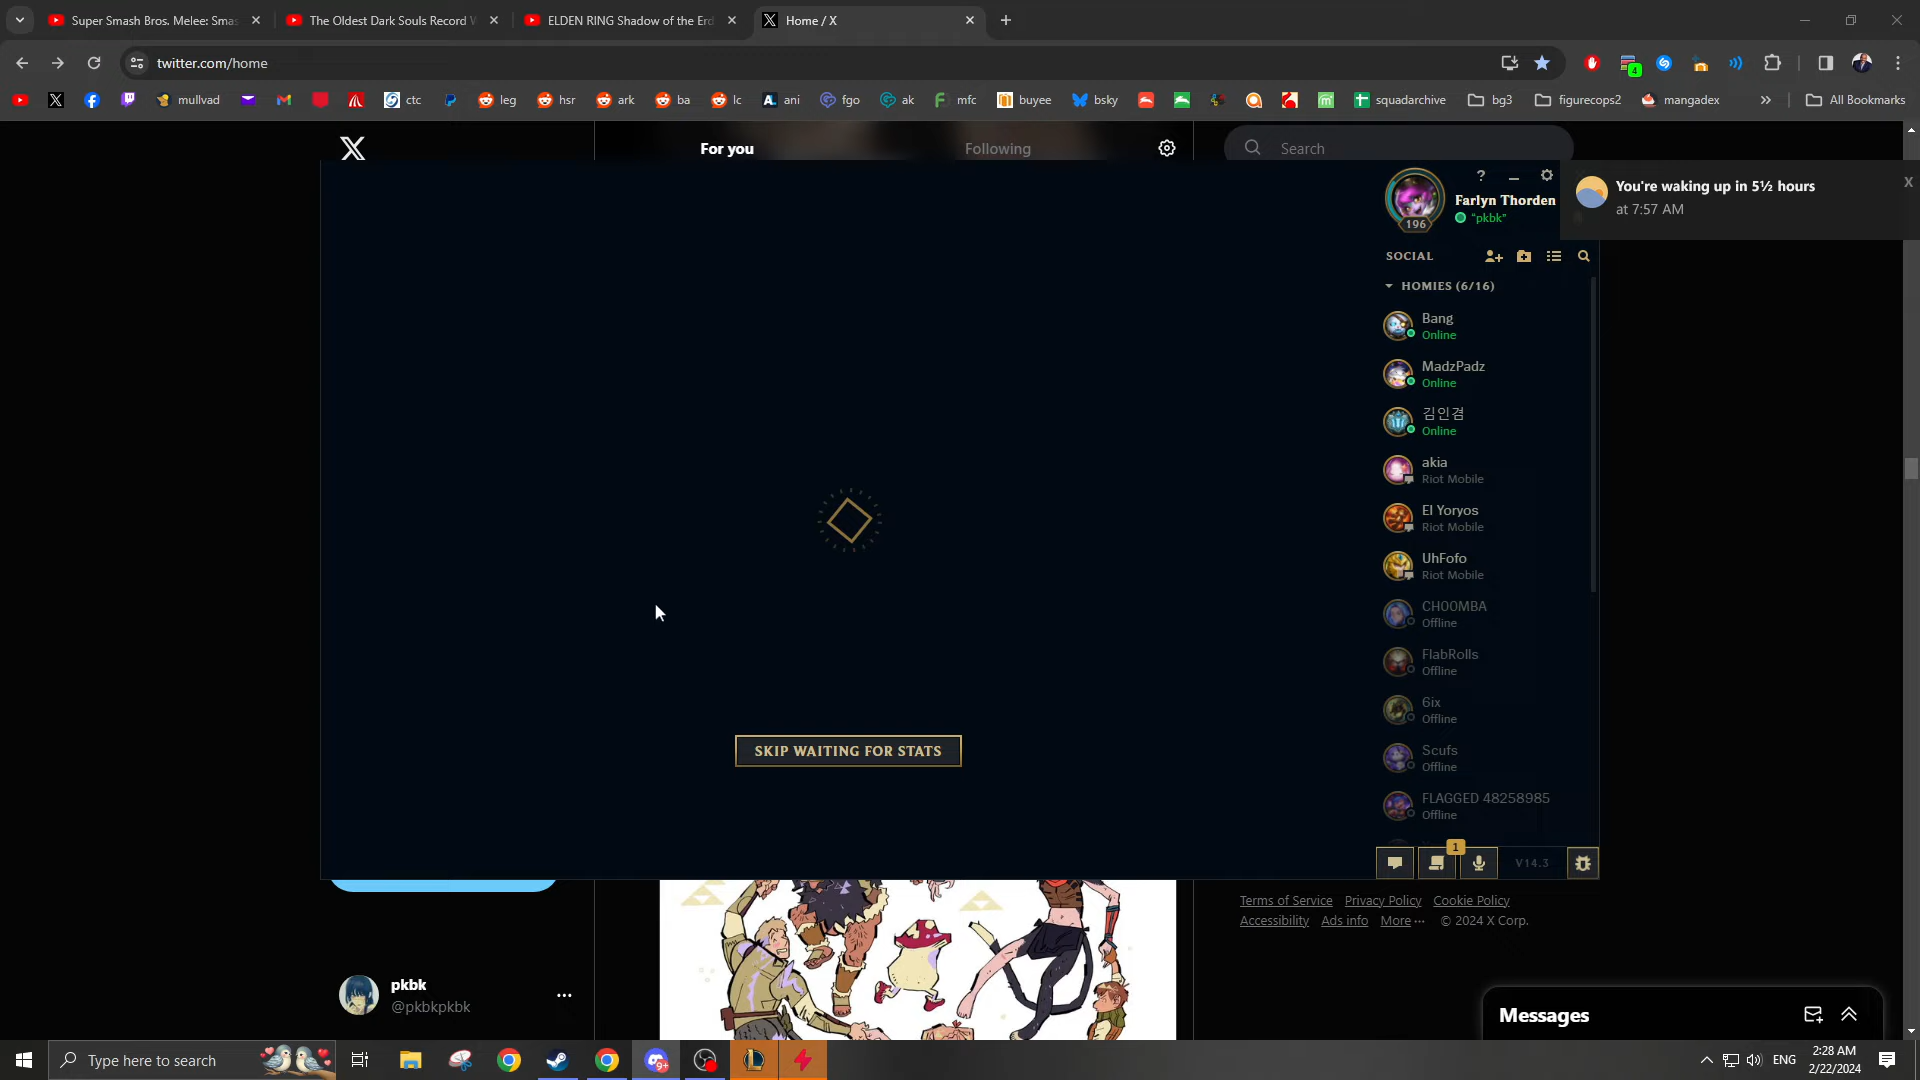 Super Smash Bros. Melee: Smas
The Oldest Dark Souls Record W
ELDEN RING Shadow of the Erd
Home / X
twitter.com/home
4
mullvad
ctc
leg
hsr
ark
ba
lc
ani
fgo
ak
mfc
buyee
bsky
squadarchive
bg3
figurecops2
mangadex
All Bookmarks
For you
Following
Search
Farlyn Thorden
"pkbk"
196
You're waking up in 5½ hours
at 7:57 AM
X
SOCIAL
HOMIES (6/16)
Bang
Online
MadzPadz
Online
김인겸
Online
akia
Riot Mobile
El Yoryos
Riot Mobile
UhFofo
Riot Mobile
CH00MBA
Offline
FlabRolls
Offline
6ix
Offline
Scufs
Offline
FLAGGED 48258985
Offline
SKIP WAITING FOR STATS
1
V14.3
Terms of Service Privacy Policy Cookie Policy
Accessibility Ads info More ··· © 2024 X Corp.
pkbk
@pkbkpkbk
Messages
Type here to search
9+
ENG
2:28 AM
2/22/2024